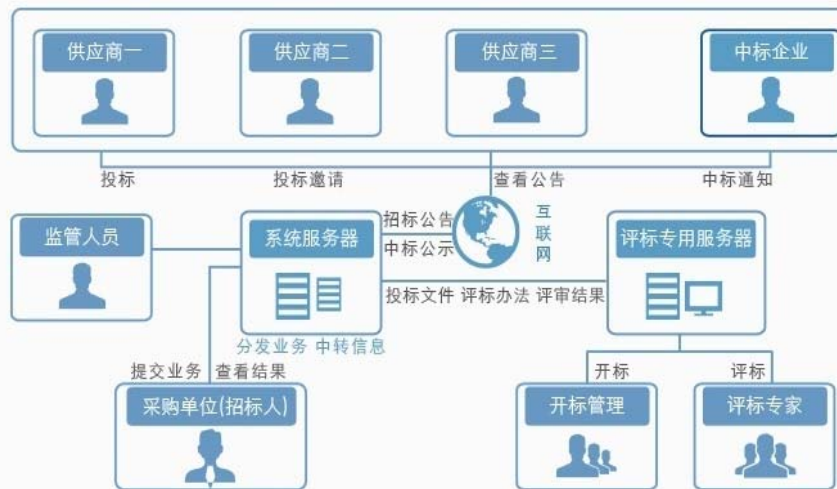 供应商一
供应商二
供应商三
中标企业
投标
投标邀请
查看公告
中标通知
监管人员
系统服务器
招标公告
中标公示
互联网
评标专用服务器
投标文件 评标办法 评审结果
分发业务 中转信息
提交业务 查看结果
开标
评标
采购单位(招标人)
开标管理
评标专家